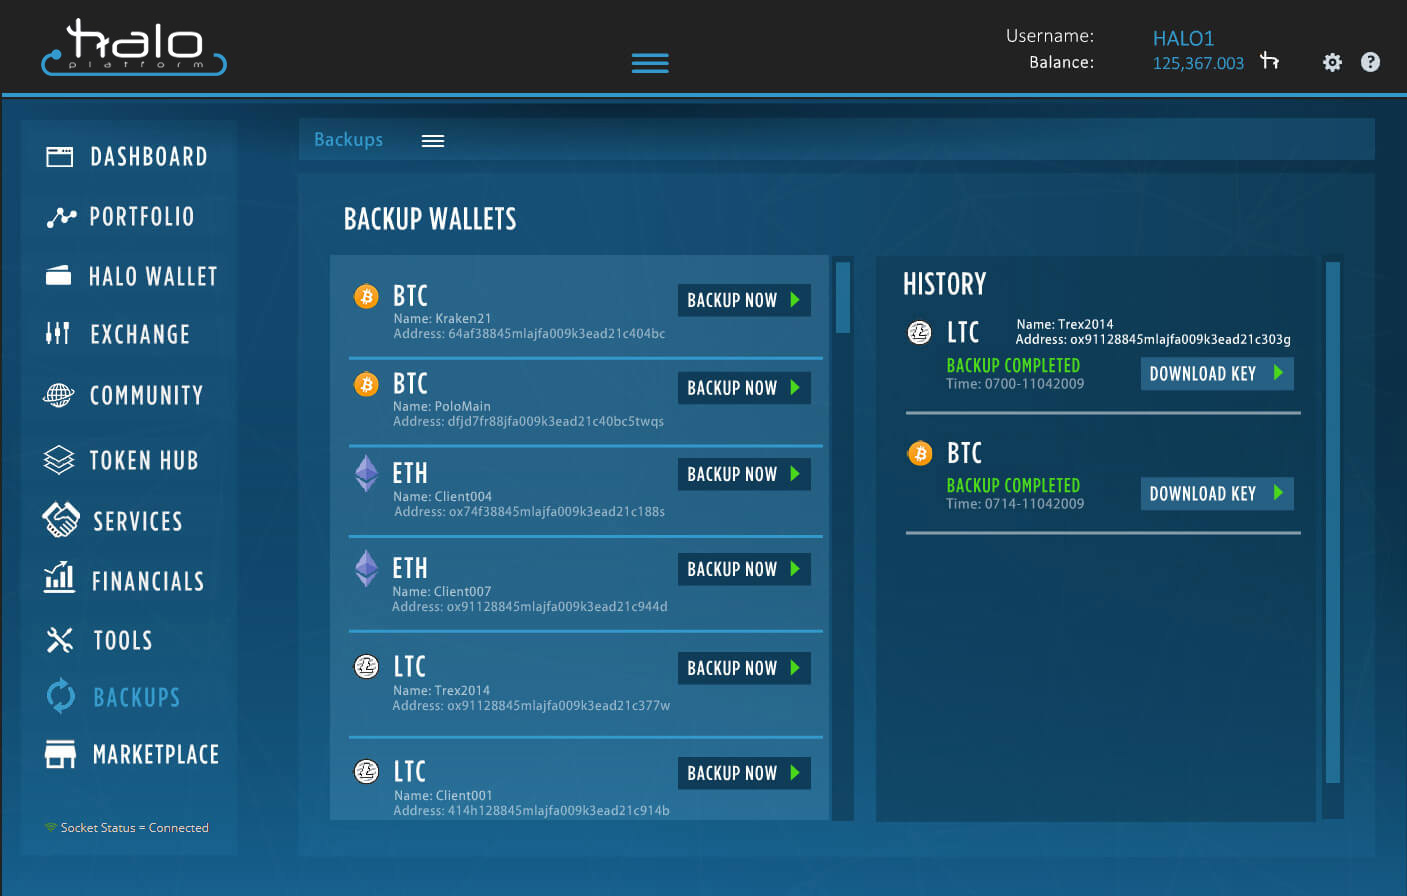 halo
platform
Username: HALO1
Balance: 125,367.003
DASHBOARD
PORTFOLIO
HALO WALLET
EXCHANGE
COMMUNITY
TOKEN HUB
SERVICES
FINANCIALS
TOOLS
BACKUPS
MARKETPLACE
Socket Status = Connected
Backups
BACKUP WALLETS
BTC
Name: Kraken21
Address: 64af38845mlajfa009k3ead21c404bc
BACKUP NOW
BTC
Name: PoloMain
Address: dfjd7fr88jfa009k3ead21c40bc5twqs
BACKUP NOW
ETH
Name: Client004
Address: ox74f38845mlajfa009k3ead21c188s
BACKUP NOW
ETH
Name: Client007
Address: ox91128845mlajfa009k3ead21c944d
BACKUP NOW
LTC
Name: Trex2014
Address: ox91128845mlajfa009k3ead21c377w
BACKUP NOW
LTC
Name: Client001
Address: 414h128845mlajfa009k3ead21c914b
BACKUP NOW
HISTORY
LTC
Name: Trex2014
Address: ox91128845mlajfa009k3ead21c303g
BACKUP COMPLETED
Time: 0700-11042009
DOWNLOAD KEY
BTC
BACKUP COMPLETED
Time: 0714-11042009
DOWNLOAD KEY